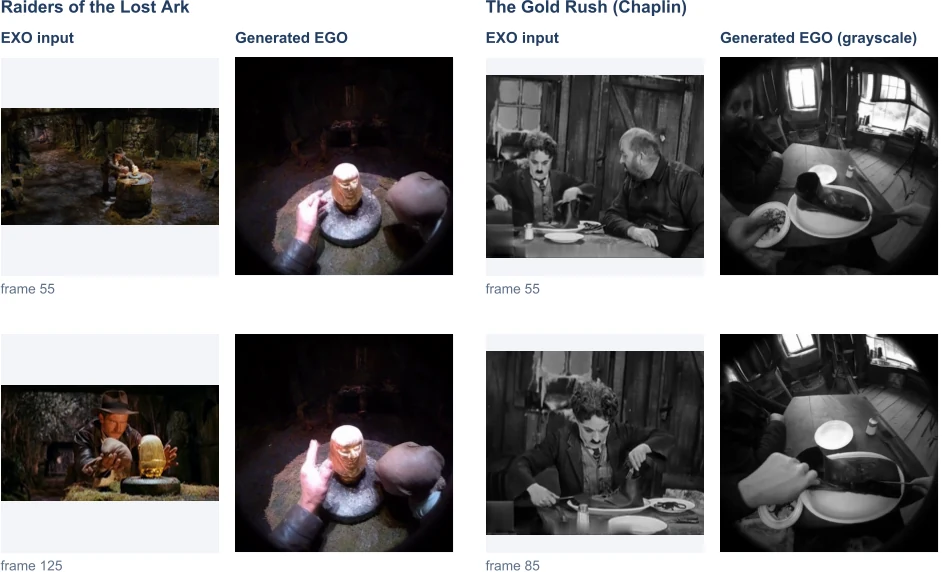 Raiders of the Lost Ark
EXO input
Generated EGO
frame 55
frame 125
The Gold Rush (Chaplin)
EXO input
Generated EGO (grayscale)
frame 55
frame 85